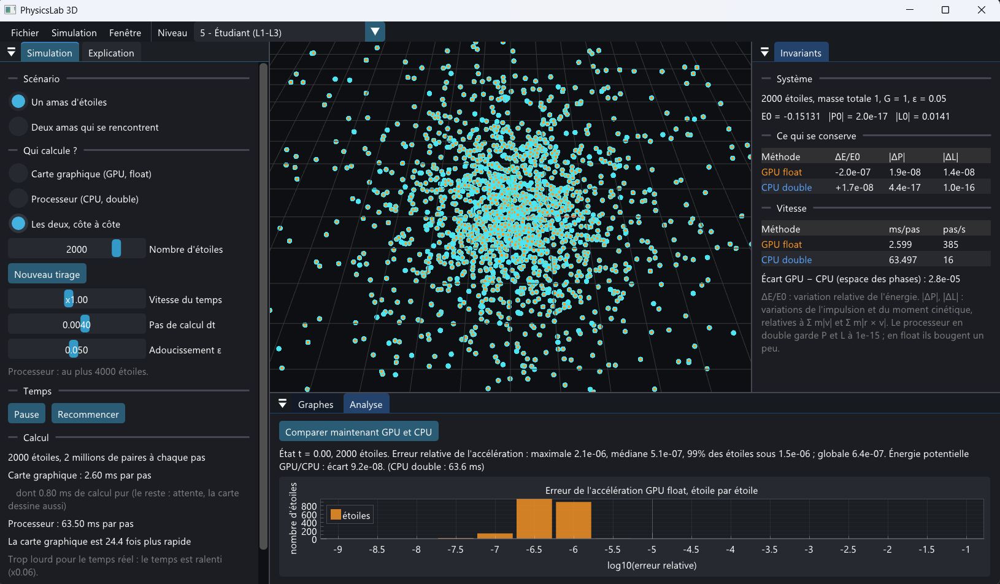 PhysicsLab 3D
Fichier Simulation Fenêtre Niveau 5 - Étudiant (L1-L3)
Simulation Explication
Scénario
Un amas d'étoiles
Deux amas qui se rencontrent
Qui calcule ?
Carte graphique (GPU, float)
Processeur (CPU, double)
Les deux, côte à côte
2000 Nombre d'étoiles
Nouveau tirage
x1.00 Vitesse du temps
0.0040 Pas de calcul dt
0.050 Adoucissement ε
Processeur : au plus 4000 étoiles.
Temps
Pause Recommencer
Calcul
2000 étoiles, 2 millions de paires à chaque pas
Carte graphique : 2.60 ms par pas
dont 0.80 ms de calcul pur (le reste : attente, la carte
dessine aussi)
Processeur : 63.50 ms par pas
La carte graphique est 24.4 fois plus rapide
Trop lourd pour le temps réel : le temps est ralenti
(x0.06).
Invariants
Système
2000 étoiles, masse totale 1, G = 1, ε = 0.05
E0 = -0.15131 |P0| = 2.0e-17 |L0| = 0.0141
Ce qui se conserve
Méthode ΔE/E0 |ΔP| |ΔL|
GPU float -2.0e-07 1.9e-08 1.4e-08
CPU double +1.7e-08 4.4e-17 1.0e-16
Vitesse
Méthode ms/pas pas/s
GPU float 2.599 385
CPU double 63.497 16
Écart GPU − CPU (espace des phases) : 2.8e-05
ΔE/E0 : variation relative de l'énergie. |ΔP|, |ΔL| :
variations de l'impulsion et du moment cinétique,
relatives à Σ m|v| et Σ m|r × v|. Le processeur en
double garde P et L à 1e-15 ; en float ils bougent un
peu.
Graphes Analyse
Comparer maintenant GPU et CPU
État t = 0.00, 2000 étoiles. Erreur relative de l'accélération : maximale 2.1e-06, médiane 5.1e-07, 99% des étoiles sous 1.5e-06 ; globale 6.4e-07. Énergie potentielle
GPU/CPU : écart 9.2e-08. (CPU double : 63.6 ms)
Erreur de l'accélération GPU float, étoile par étoile
nombre d'étoiles
800
600
400
200
0
étoiles
-9 -8.5 -8 -7.5 -7 -6.5 -6 -5.5 -5 -4.5 -4 -3.5 -3 -2.5 -2 -1.5 -1
log10(erreur relative)